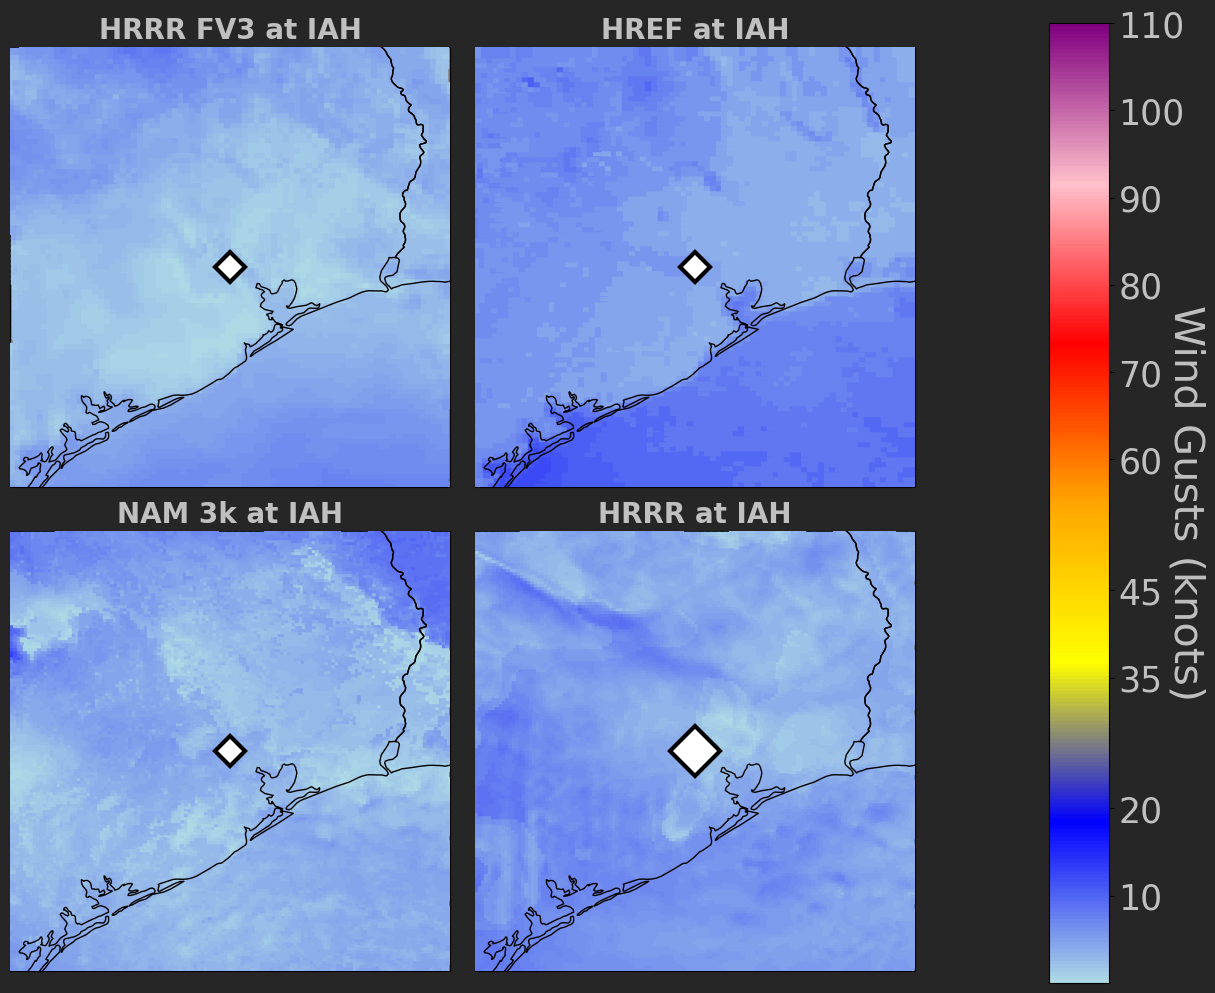 HRRR FV3 at IAH
HREF at IAH
NAM 3k at IAH
HRRR at IAH
110
100
90
80
70
60
45
35
20
10
Wind Gusts (knots)